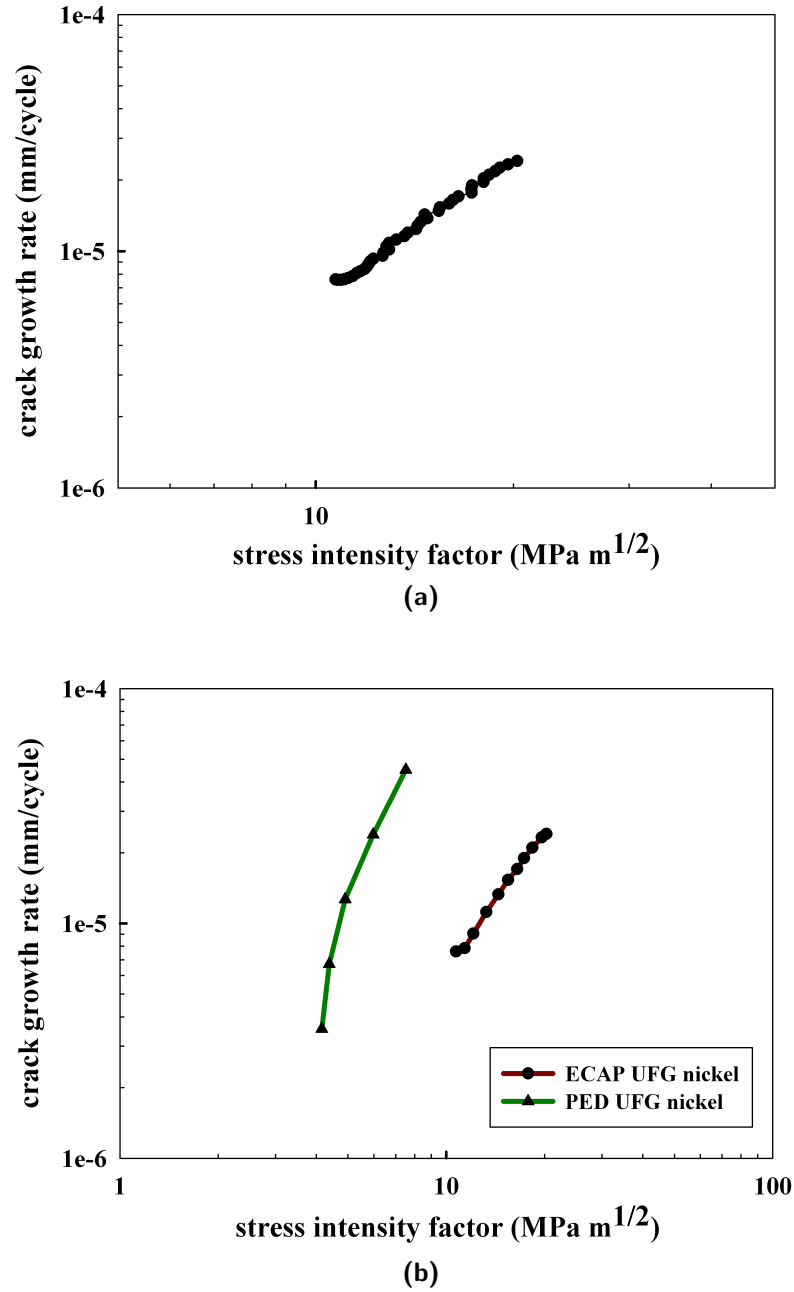 1e-4
crack growth rate (mm/cycle)
1e-5
1e-6
10
stress intensity factor (MPa m1/2)
(a)
1e-4
crack growth rate (mm/cycle)
1e-5
ECAP UFG nickel
PED UFG nickel
1e-6
1 10 100
stress intensity factor (MPa m1/2)
(b)